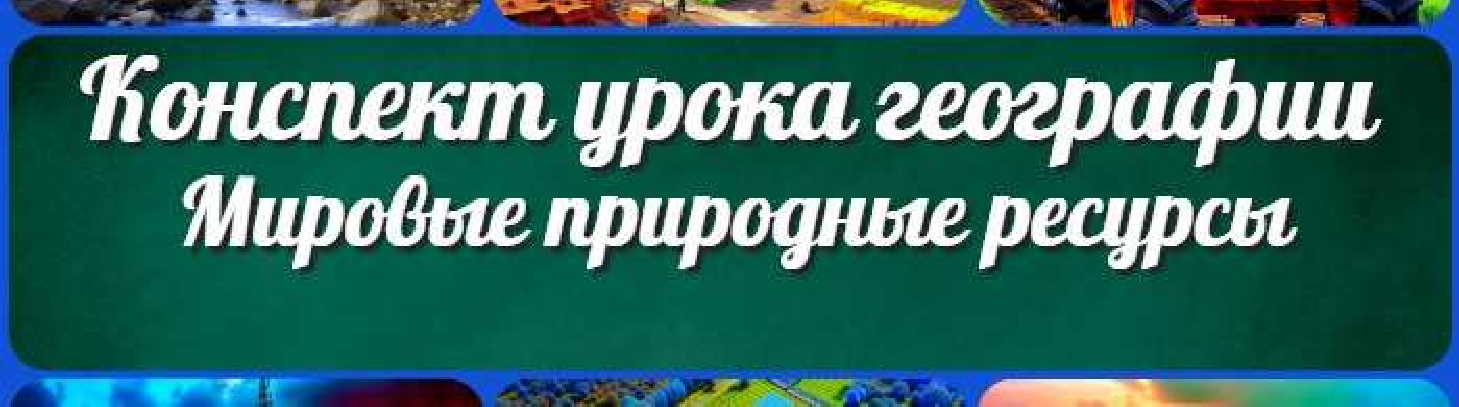 Конспект урока географии
Мировые природные ресурсы